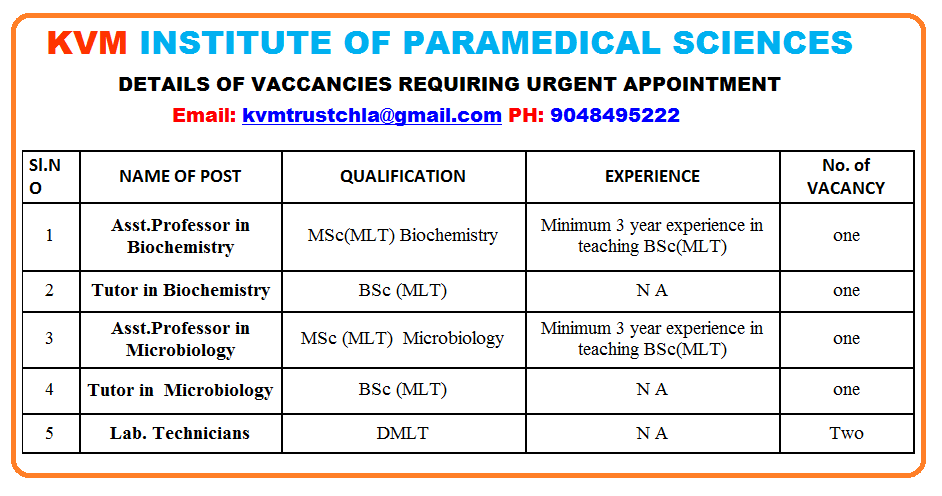 KVM INSTITUTE OF PARAMEDICAL SCIENCES
DETAILS OF VACCANCIES REQUIRING URGENT APPOINTMENT
Email: kvmtrustchla@gmail.com PH: 9048495222
Sl.N
O
NAME OF POST
QUALIFICATION
EXPERIENCE
No. of
VACANCY
1
Asst.Professor in
Biochemistry
MSc(MLT) Biochemistry
Minimum 3 year experience in
teaching BSc(MLT)
one
2
Tutor in Biochemistry
BSc (MLT)
N A
one
3
Asst.Professor in
Microbiology
MSc (MLT) Microbiology
Minimum 3 year experience in
teaching BSc(MLT)
one
4
Tutor in Microbiology
BSc (MLT)
N A
one
5
Lab. Technicians
DMLT
N A
Two